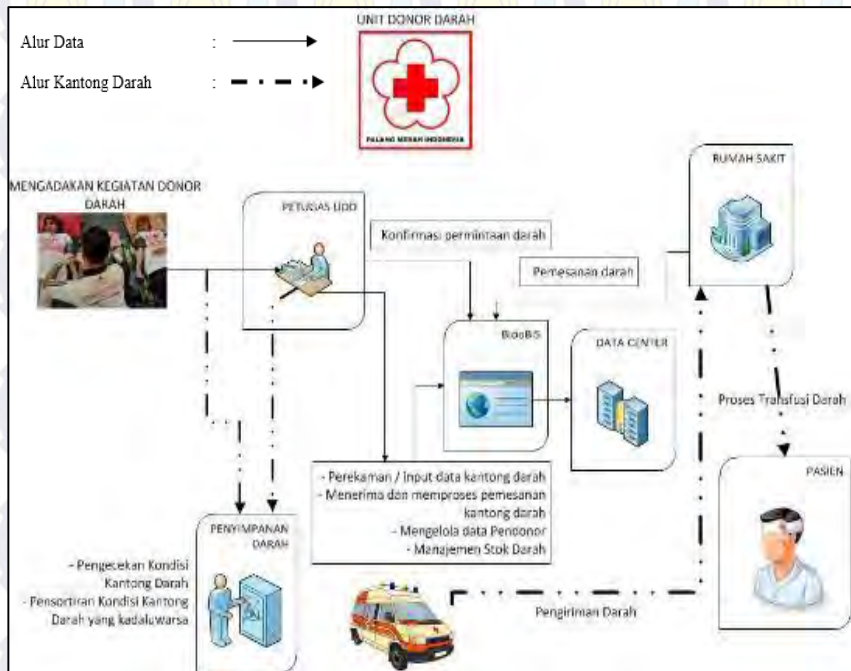 UNIT DONOR DARAH
Alur Data :
Alur Kantong Darah :
PALANG MERAH INDONESIA
MENGADAKAN KEGIATAN DONOR
DARAH
PETUGAS UDD
Konfirmasi permintaan darah
Pemesanan darah
RUMAH SAKIT
BlooBIS
DATA CENTER
Proses Transfusi Darah
PASIEN
- Perekaman / Input data kantong darah
- Menerima dan memproses pemesanan
kantong darah
- Mengelola data Pendonor
- Manajemen Stok Darah
PENYIMPANAN
DARAH
- Pengecekan Kondisi
Kantong Darah
- Pensortiran Kondisi Kantong
Darah yang kadaluwarsa
Pengiriman Darah